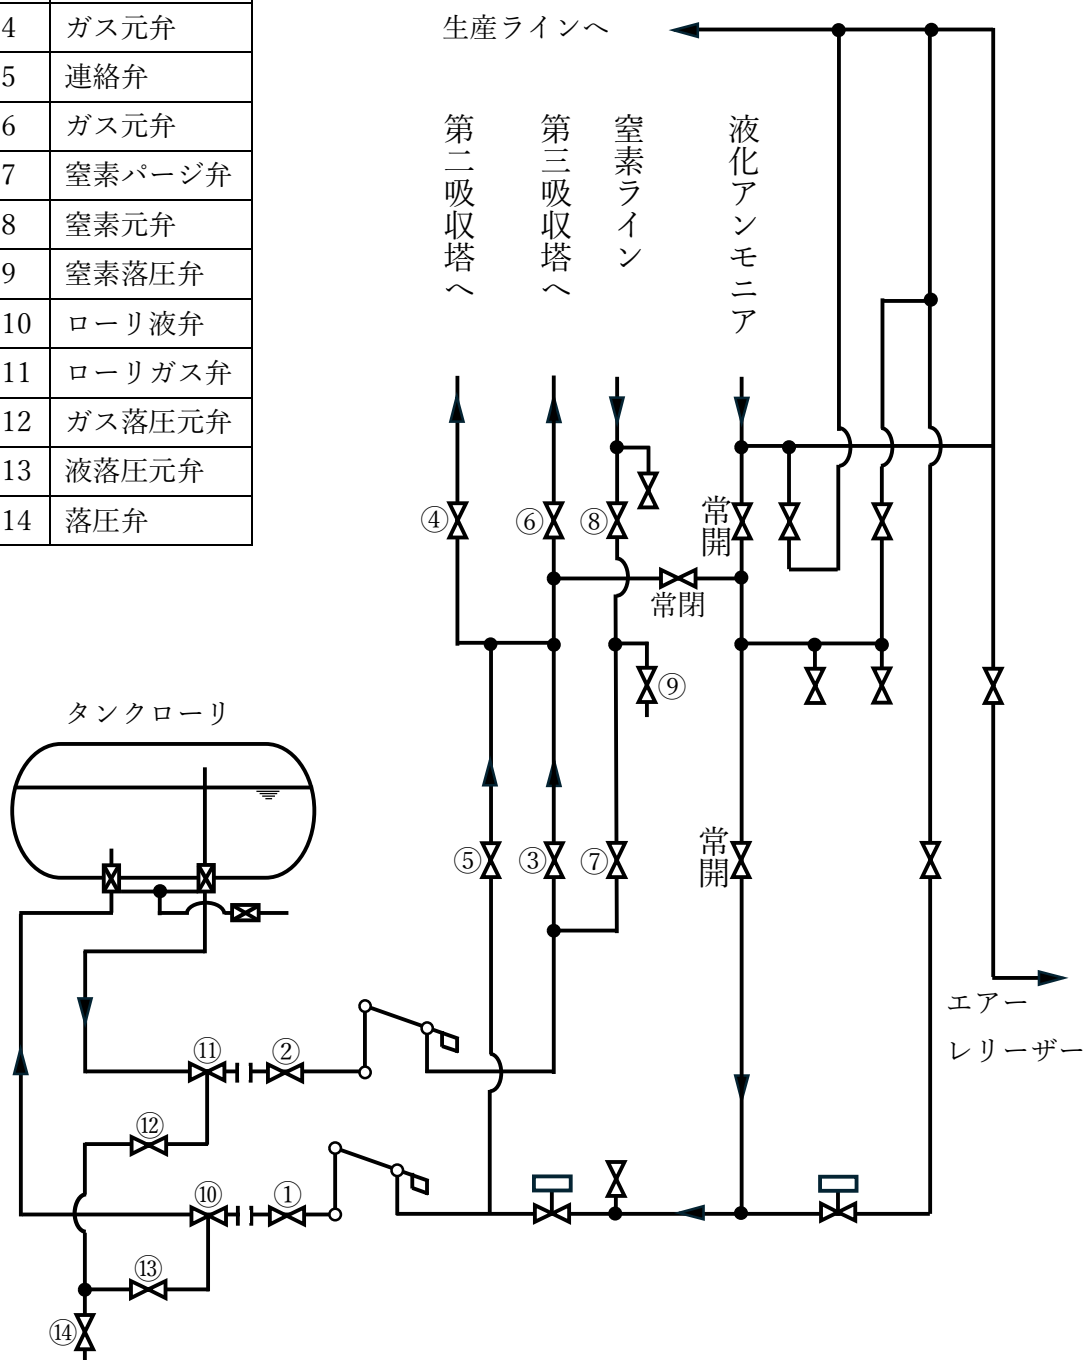 4 ガス元弁
5 連絡弁
6 ガス元弁
7 窒素パージ弁
8 窒素元弁
9 窒素落圧弁
10 ローリ液弁
11 ローリガス弁
12 ガス落圧元弁
13 液落圧元弁
14 落圧弁
生産ラインへ
第二吸収塔へ
第三吸収塔へ
窒素ライン
液化アンモニア
④
⑥
⑧
常開
常閉
⑨
タンクローリ
⑤
③
⑦
常開
エアー
レリーザー
⑪
②
⑫
⑩
①
⑬
⑭